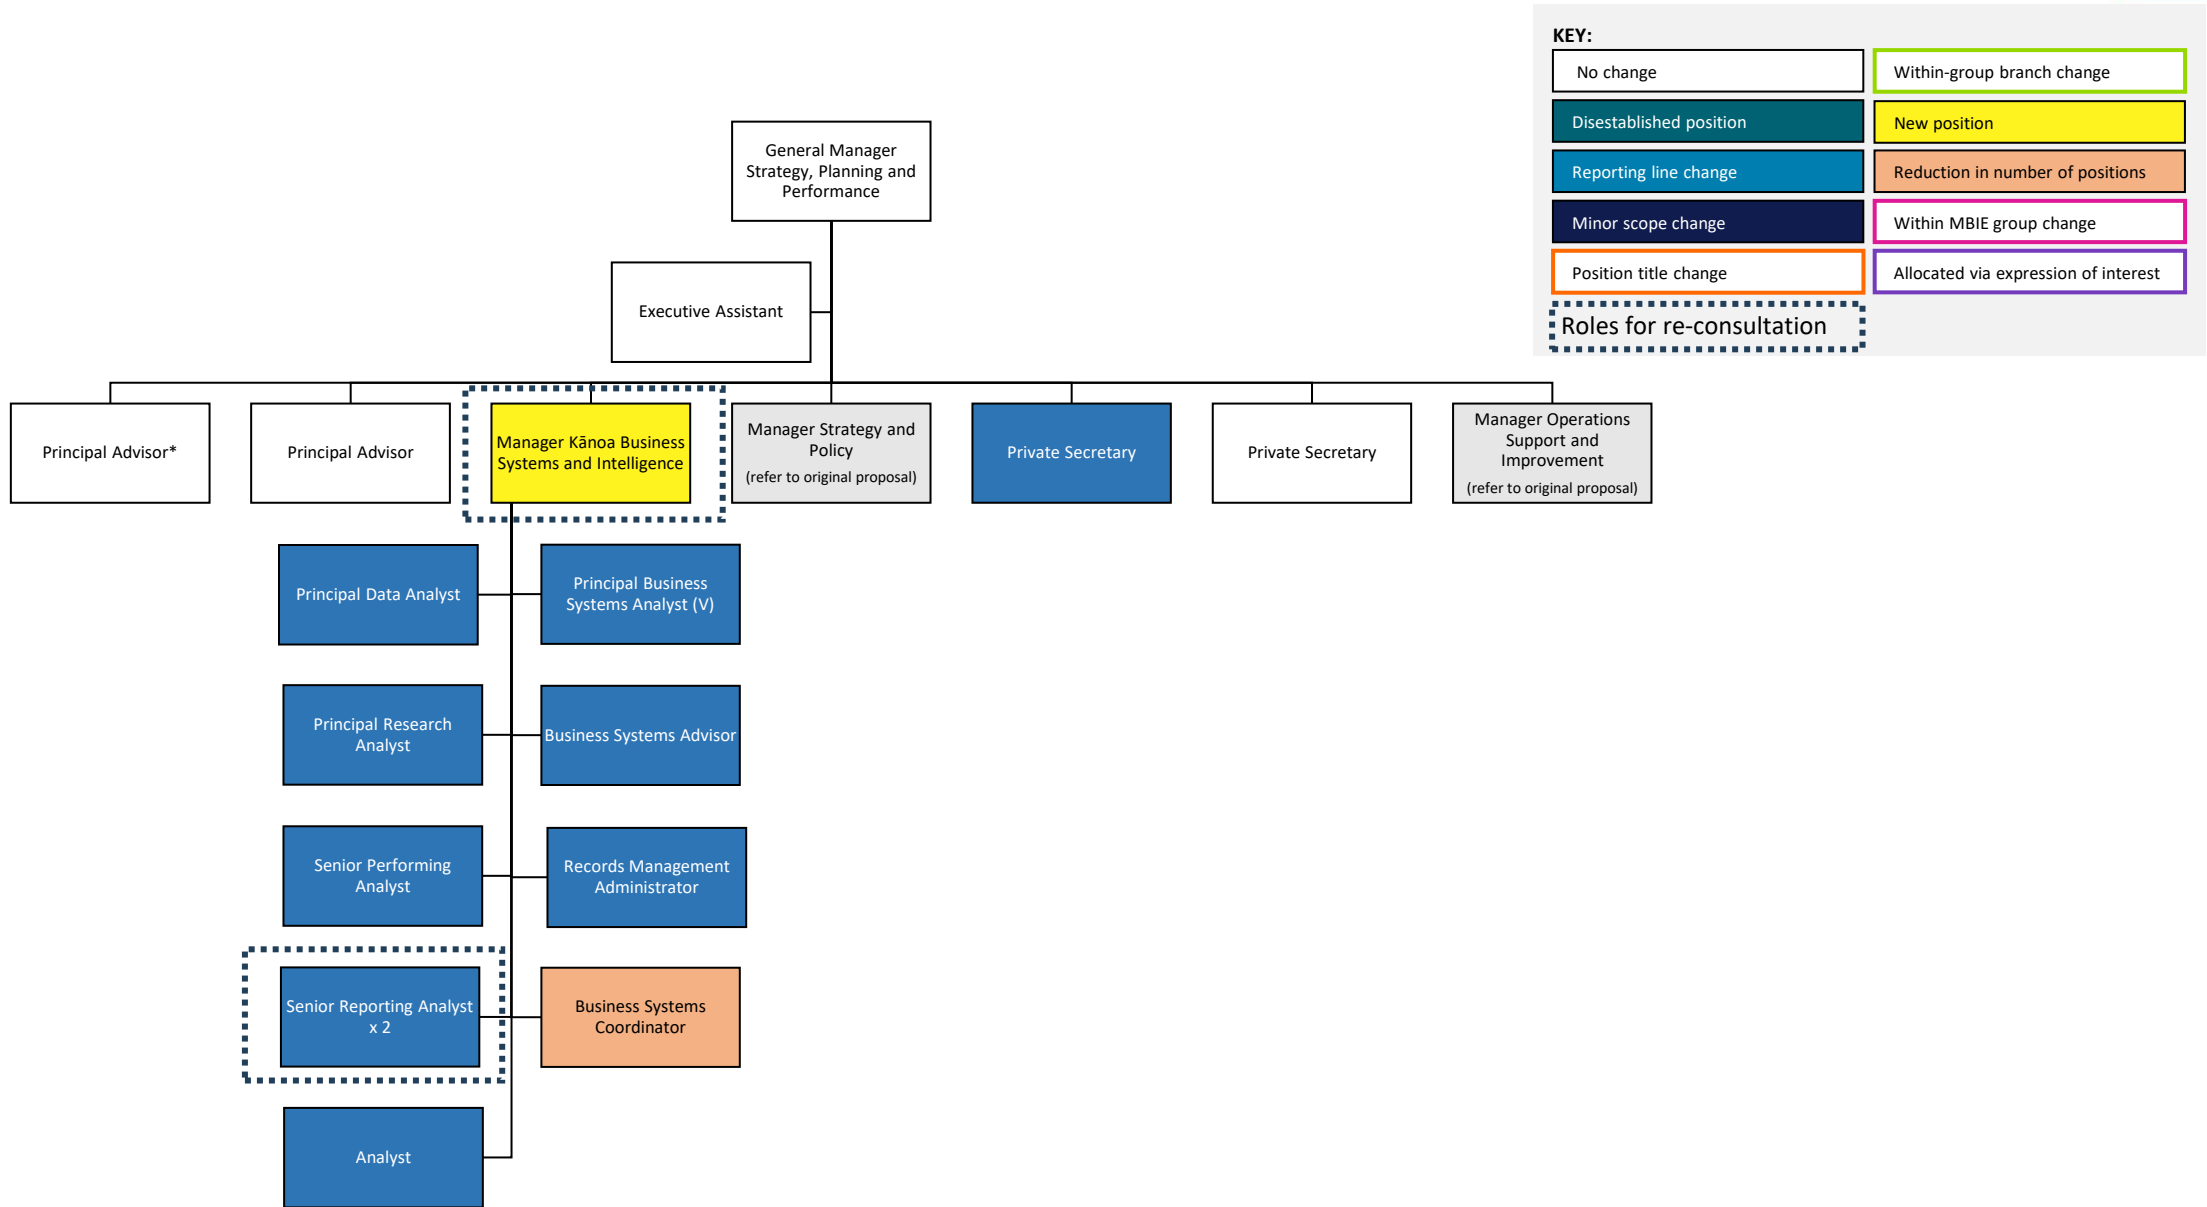 KEY:
No change
Within-group branch change
Disestablished position
New position
Reporting line change
Reduction in number of positions
Minor scope change
Within MBIE group change
Position title change
Allocated via expression of interest
Roles for re-consultation
General Manager
Strategy, Planning and
Performance
Executive Assistant
Principal Advisor*
Principal Advisor
Manager Kānoa Business
Systems and Intelligence
Manager Strategy and
Policy
(refer to original proposal)
Private Secretary
Private Secretary
Manager Operations
Support and
Improvement
(refer to original proposal)
Principal Data Analyst
Principal Business
Systems Analyst (V)
Principal Research
Analyst
Business Systems Advisor
Senior Performing
Analyst
Records Management
Administrator
Senior Reporting Analyst
x 2
Business Systems
Coordinator
Analyst